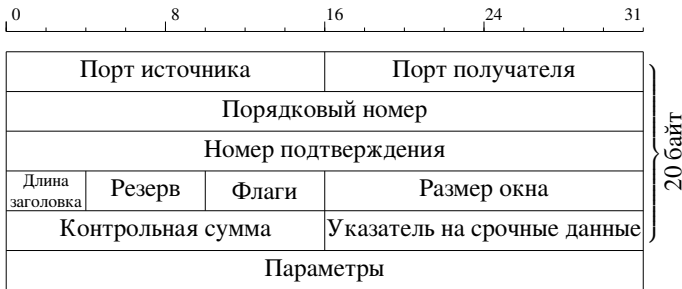 0 8 16 24 31
Порт источника Порт получателя
Порядковый номер
Номер подтверждения
Длина
заголовка Резерв Флаги Размер окна
Контрольная сумма Указатель на срочные данные
Параметры
20 байт